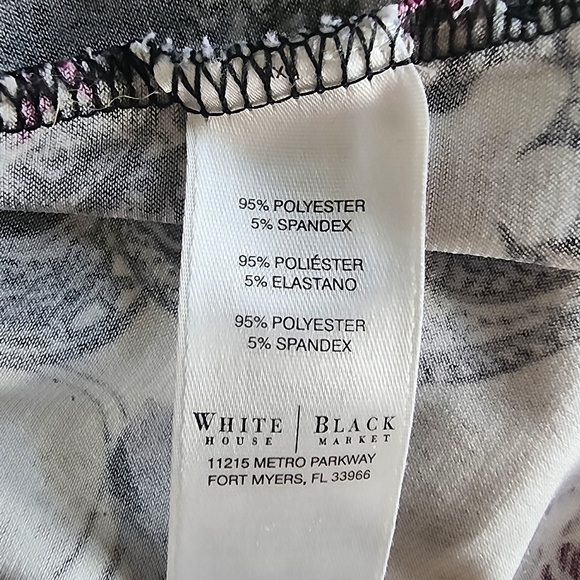 95% POLYESTER
5% SPANDEX
95% POLIÉSTER
5% ELASTANO
95% POLYESTER
5% SPANDEX
WHITE | BLACK
HOUSE | MARKET
11215 METRO PARKWAY
FORT MYERS, FL 33966